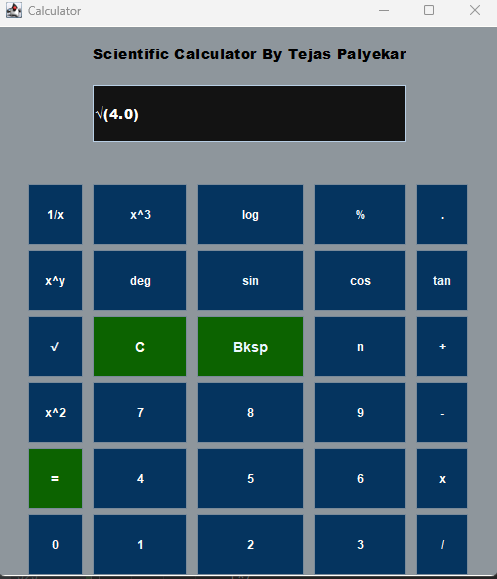 Calculator
Scientific Calculator By Tejas Palyekar
√(4.0)
1/x x^3 log % .
x^y deg sin cos tan
√ C Bksp n +
x^2 7 8 9 -
= 4 5 6 x
0 1 2 3 /